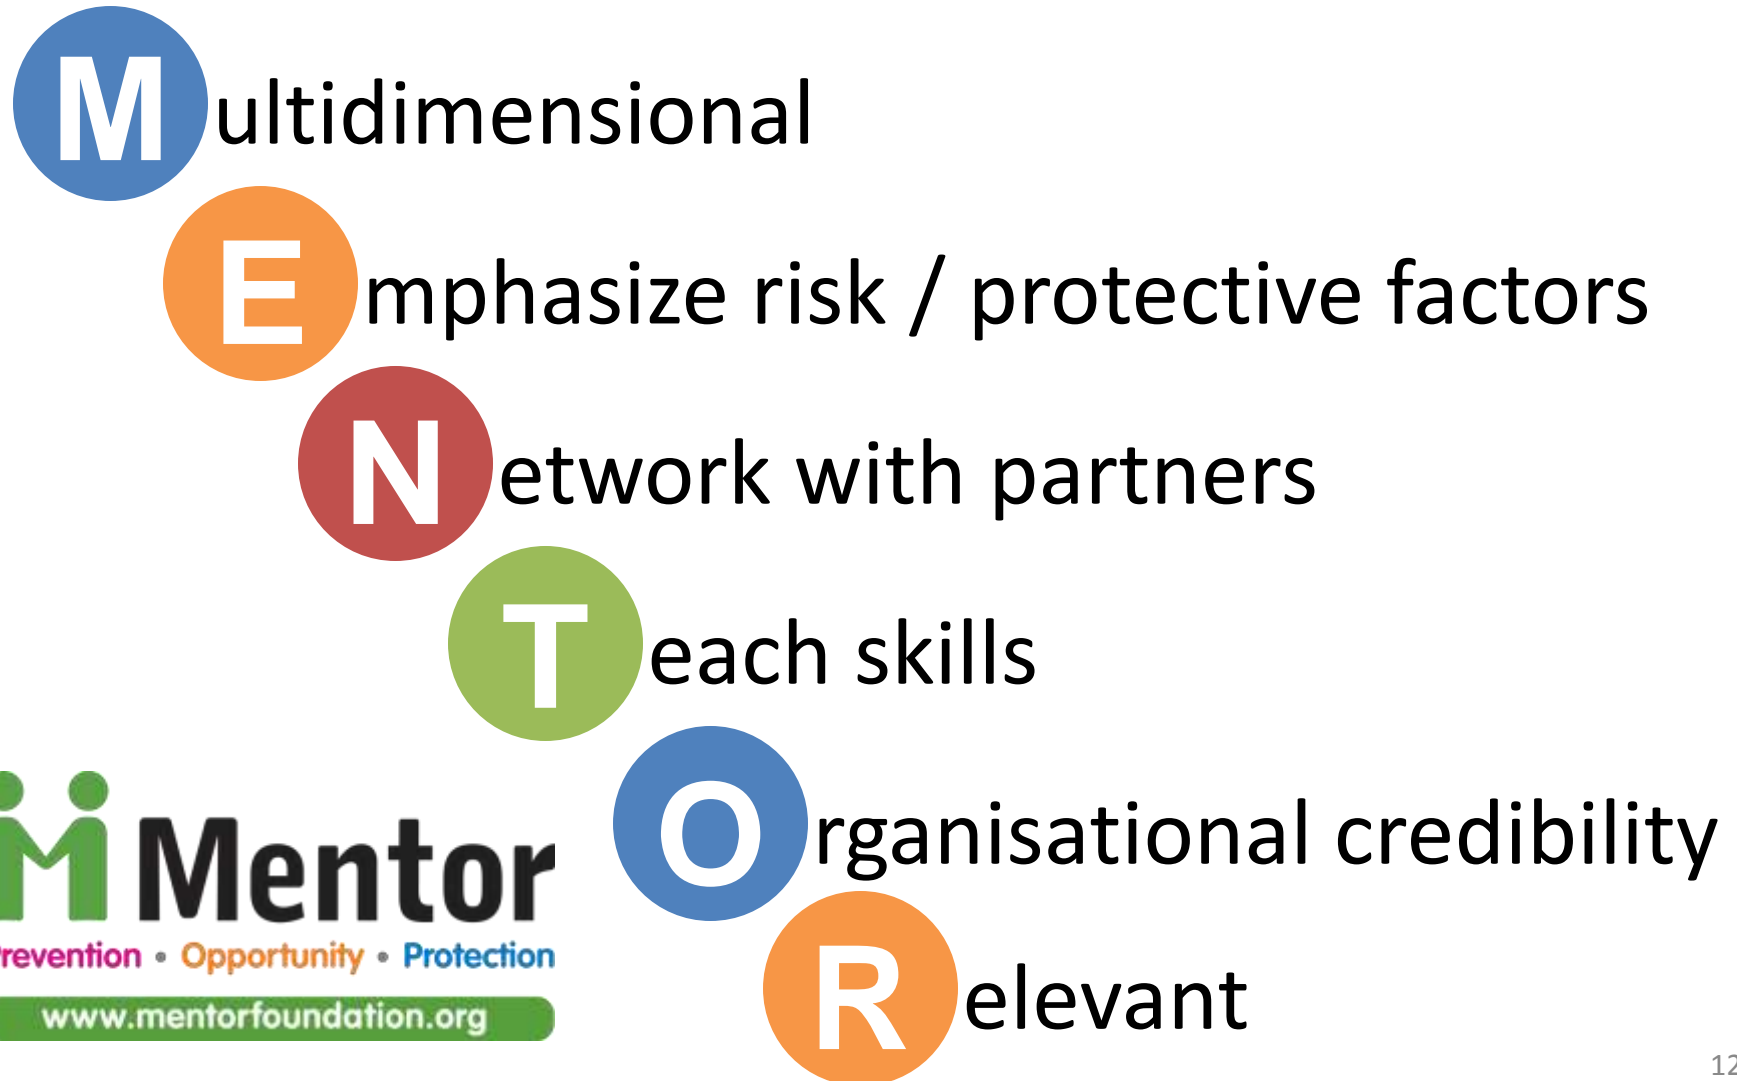 Multidimensional
Emphasize risk / protective factors
Network with partners
Teach skills
Organisational credibility
Relevant
Mentor
revention • Opportunity • Protection
www.mentorfoundation.org
12